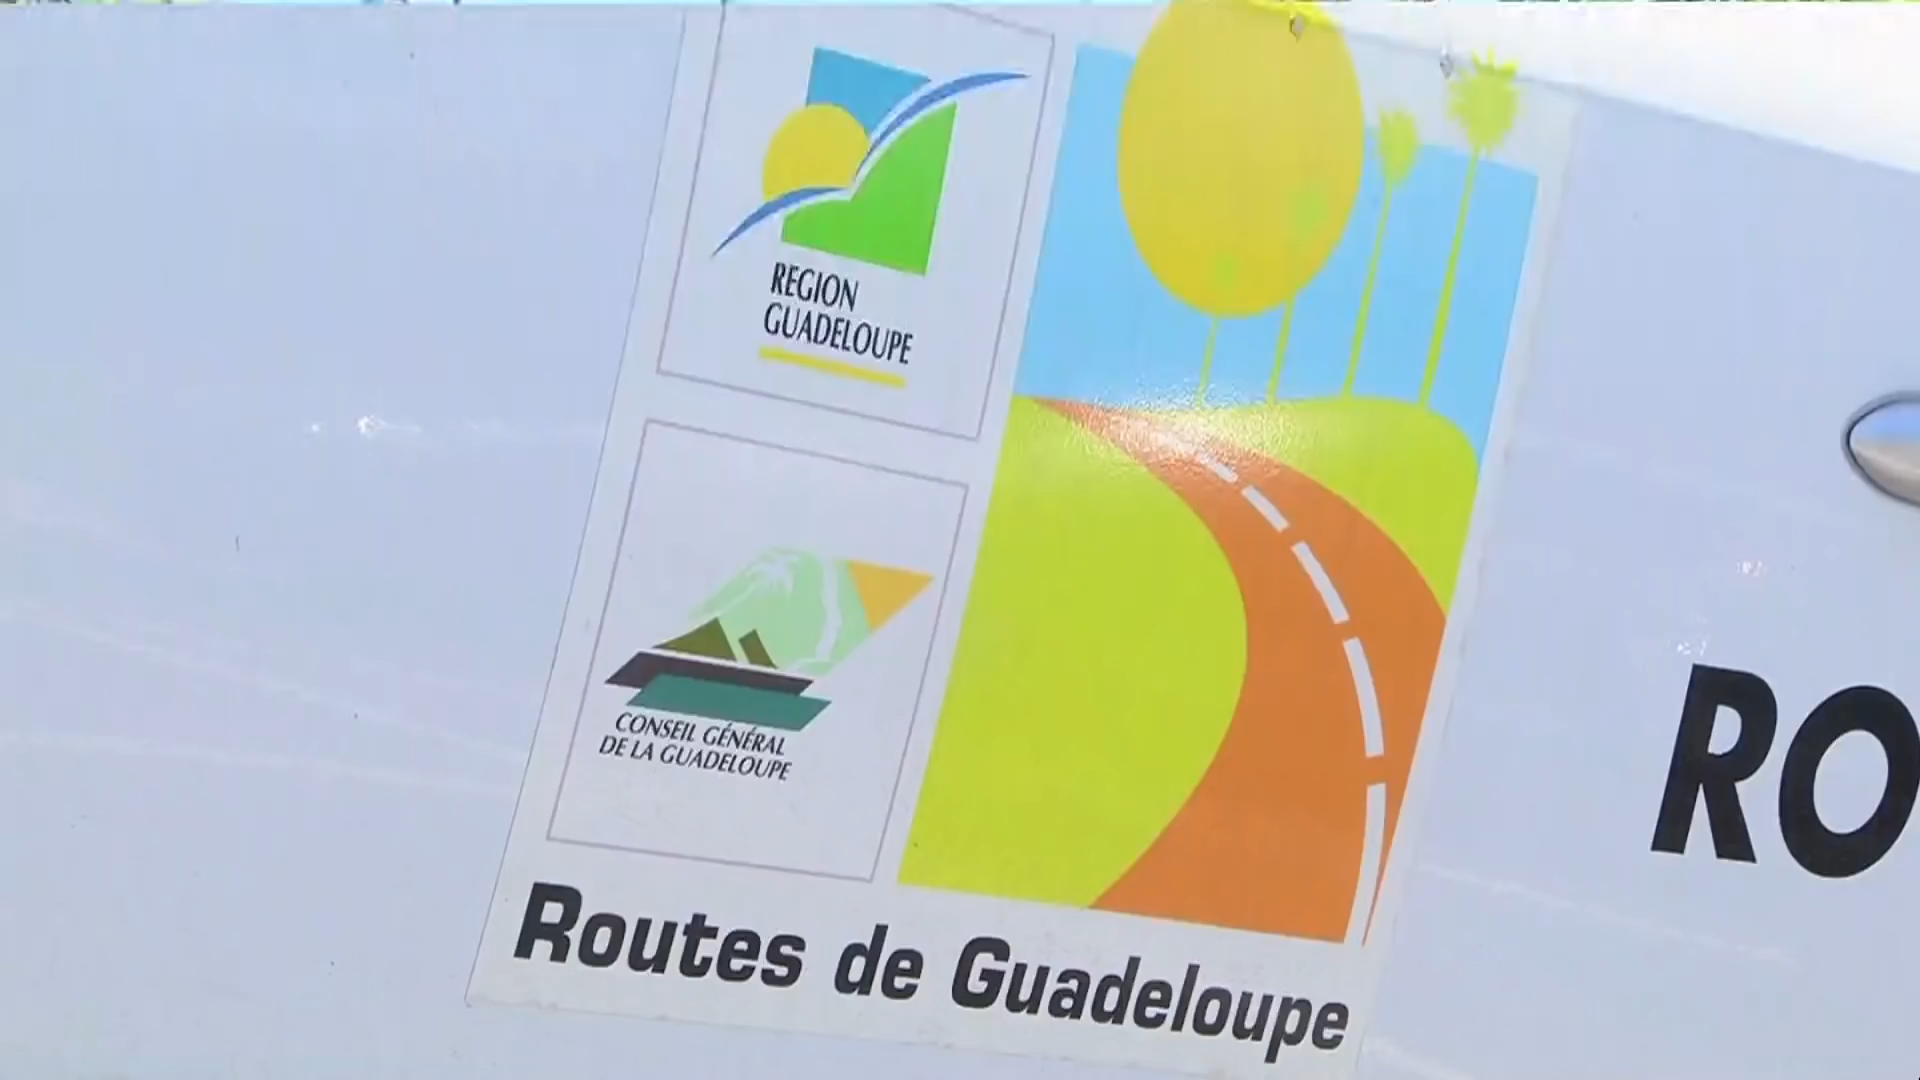 REGION
GUADELOUPE
CONSEIL GÉNÉRAL
DE LA GUADELOUPE
Routes de Guadeloupe
RO